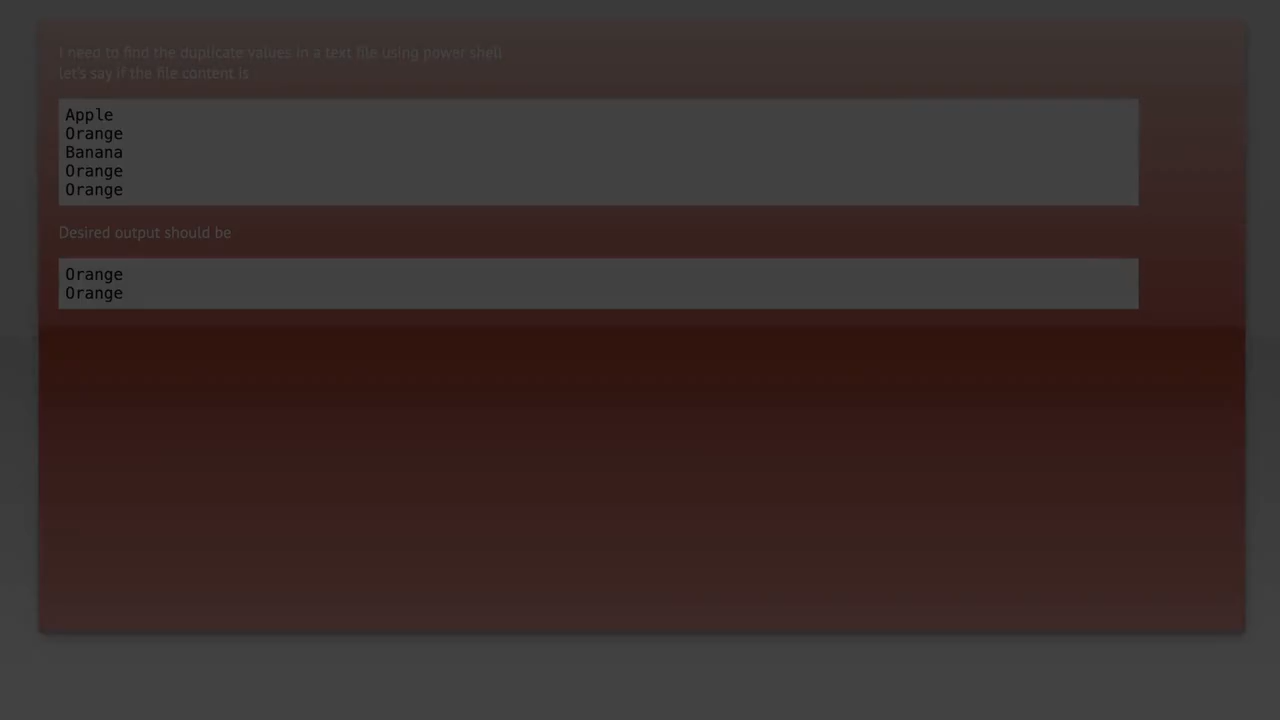 I need to find the duplicate values in a text file using power shell
let's say if the file content is
Apple
Orange
Banana
Orange
Orange
Desired output should be
Orange
Orange